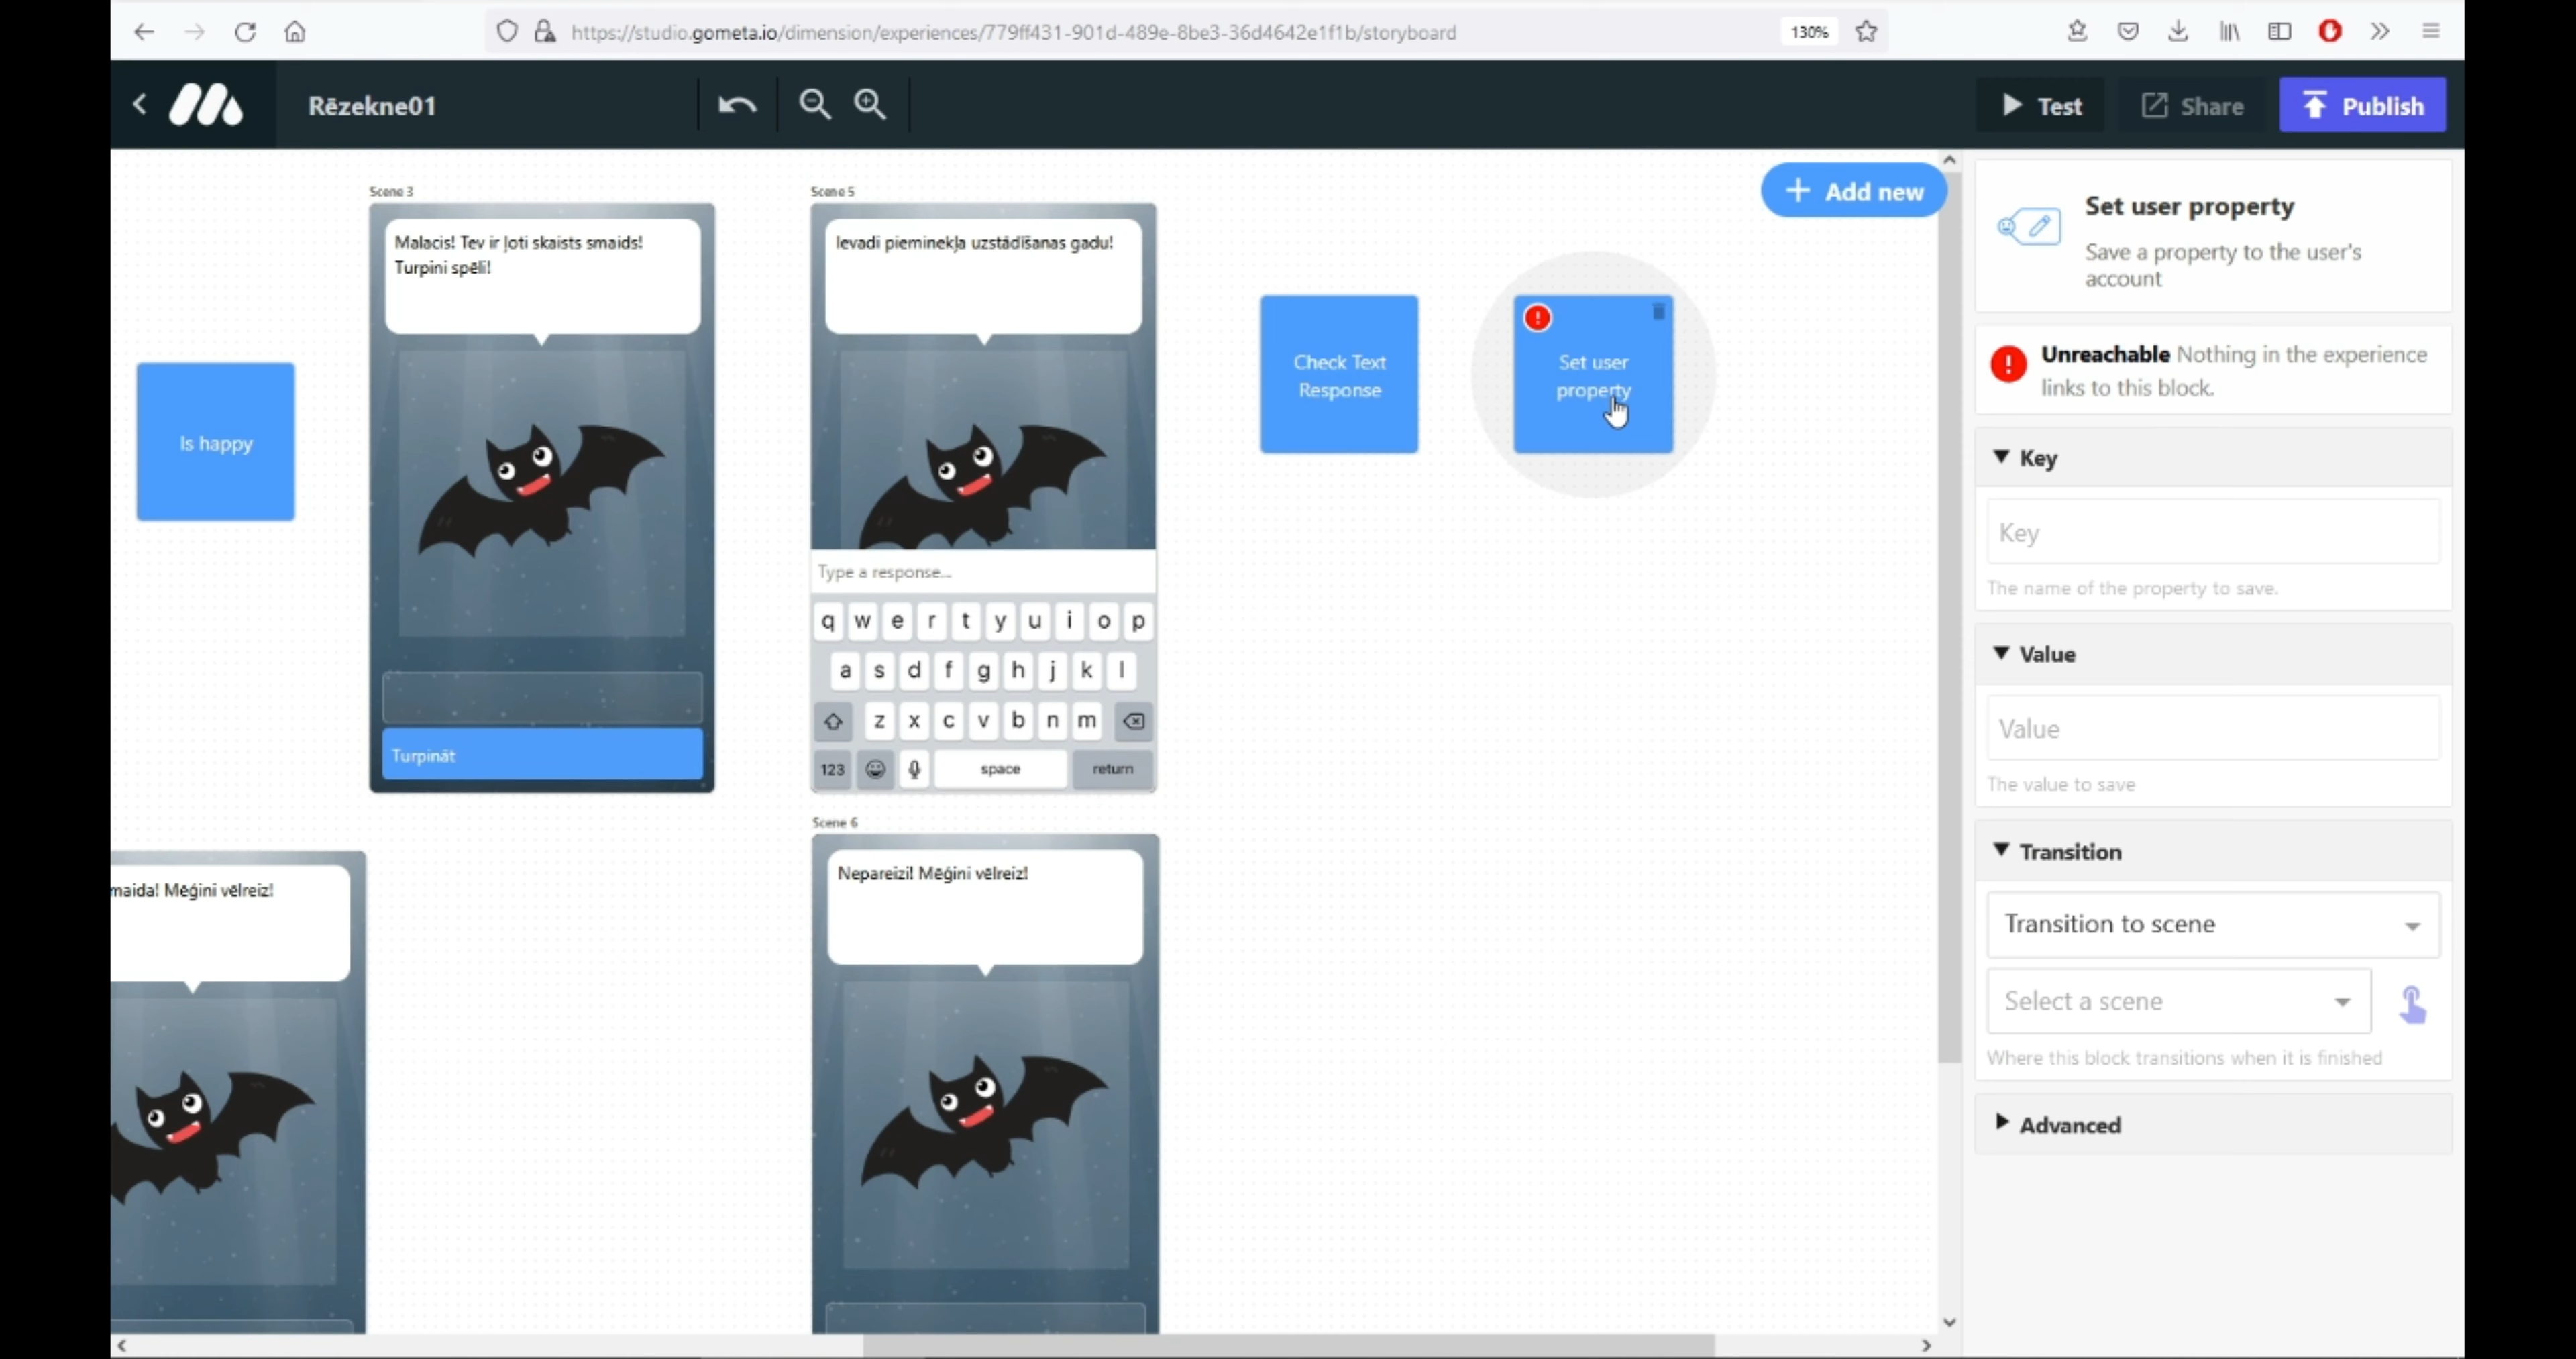 https://studio.gometa.io/dimension/experiences/779ff431-901d-489e-8be3-36d4642e1f1b/storyboard
130%
Rēzekne01
Test
Share
Publish
Add new
Scene 3
Malacis! Tev ir ļoti skaists smaids!
Turpini spēli!
Turpināt
Is happy
Scene 5
Ievadi pieminekļa uzstādīšanas gadu!
Type a response...
q w e r t y u i o p
a s d f g h j k l
z x c v b n m
123 space return
Check Text
Response
Set user
property
maida! Mēģini vēlreiz!
Scene 6
Nepareizi! Mēģini vēlreiz!
Set user property
Save a property to the user's
account
Unreachable Nothing in the experience
links to this block.
Key
Key
The name of the property to save.
Value
Value
The value to save
Transition
Transition to scene
Select a scene
Where this block transitions when it is finished
Advanced